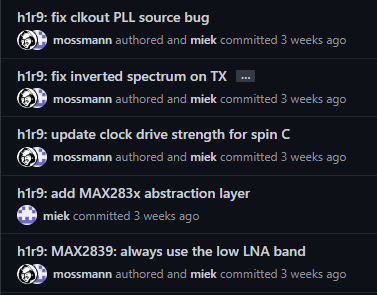 h1r9: fix clkout PLL source bug
mossmann authored and miek committed 3 weeks ago
h1r9: fix inverted spectrum on TX ...
mossmann authored and miek committed 3 weeks ago
h1r9: update clock drive strength for spin C
mossmann authored and miek committed 3 weeks ago
h1r9: add MAX283x abstraction layer
miek committed 3 weeks ago
h1r9: MAX2839: always use the low LNA band
mossmann authored and miek committed 3 weeks ago